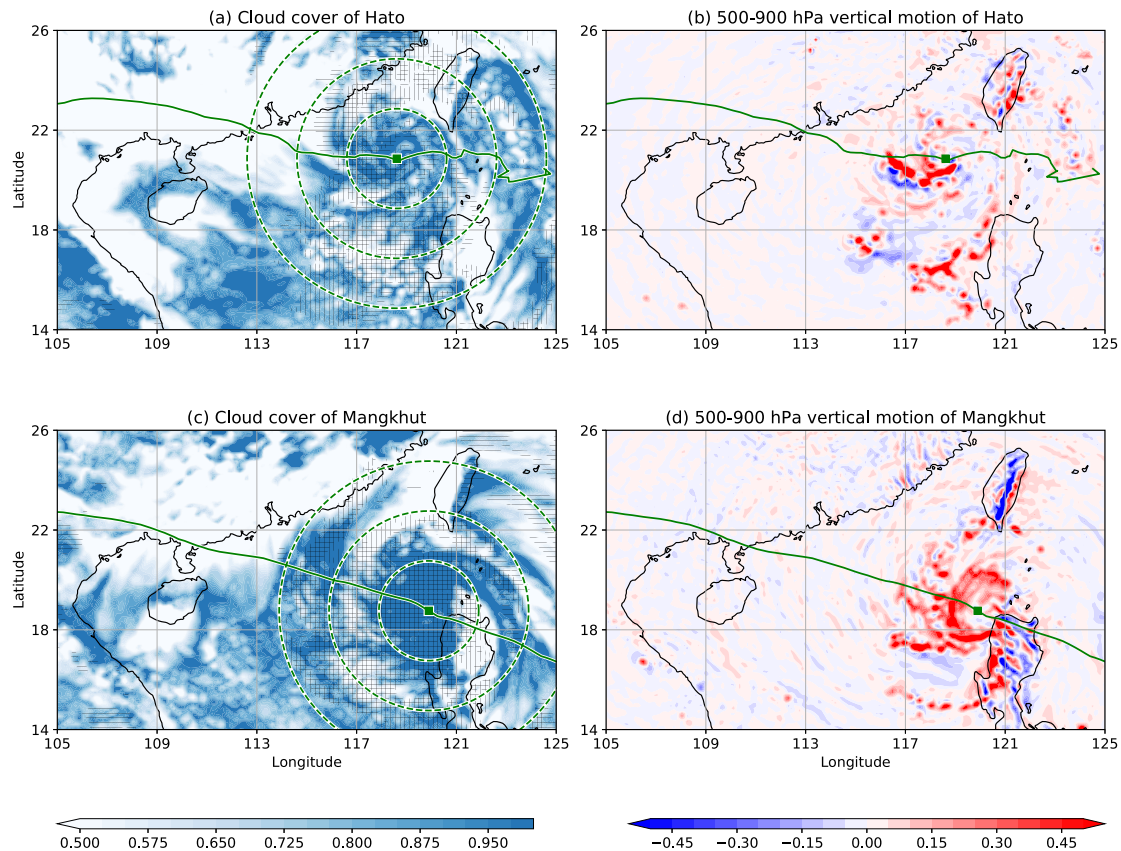 (a) Cloud cover of Hato
(b) 500-900 hPa vertical motion of Hato
26
22
18
14
Latitude
105 109 113 117 121 125
26
22
18
14
105 109 113 117 121 125
(c) Cloud cover of Mangkhut
(d) 500-900 hPa vertical motion of Mangkhut
26
22
18
14
Latitude
105 109 113 117 121 125
Longitude
26
22
18
14
105 109 113 117 121 125
Longitude
0.500 0.575 0.650 0.725 0.800 0.875 0.950
−0.45 −0.30 −0.15 0.00 0.15 0.30 0.45